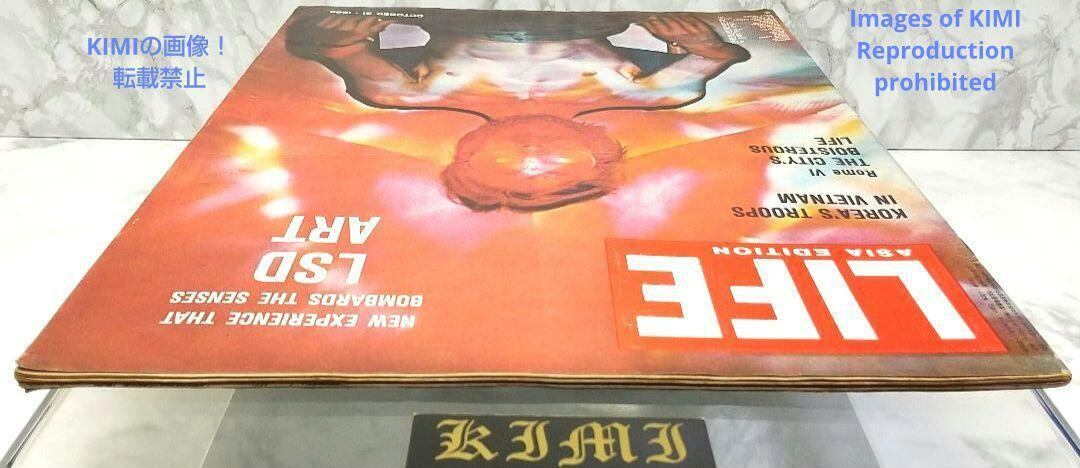 KIMIの画像！
転載禁止
Images of KIMI
Reproduction
prohibited
LIFE
ASIA EDITION
KOREA'S TROOPS
IN VIETNAM
Rome VI
THE CITY'S
BOISTEROUS
LIFE
NEW EXPERIENCE THAT
BOMBARDS THE SENSES
LSD
ART
KIMI